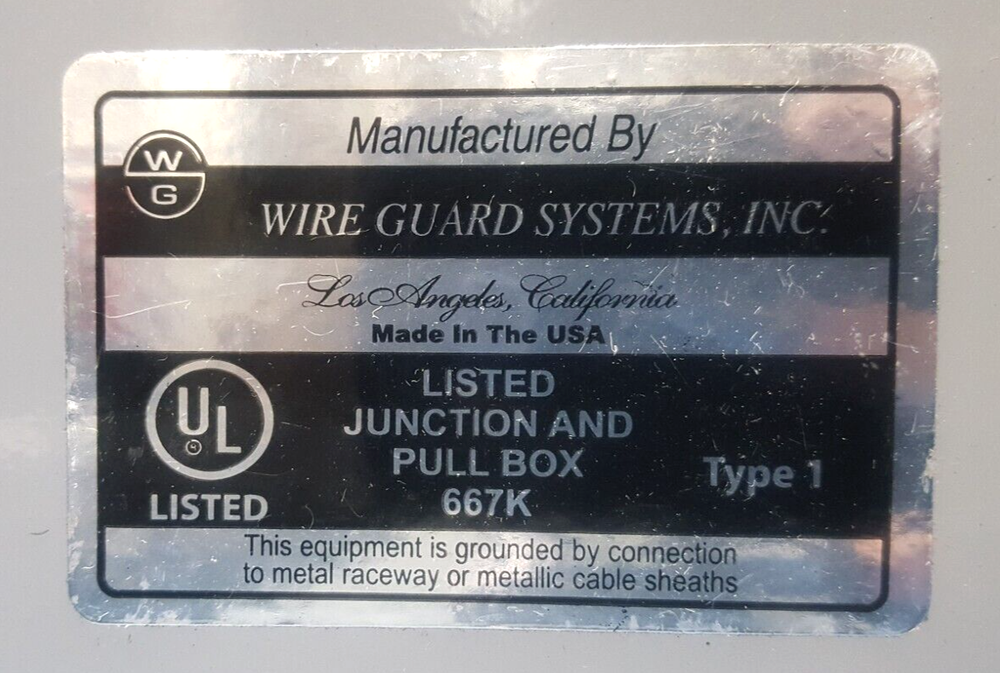 Manufactured By
W
G
WIRE GUARD SYSTEMS, INC.
Los Angeles, California
Made In The USA
UL
R
LISTED
LISTED
JUNCTION AND
PULL BOX
667K
Type 1
This equipment is grounded by connection
to metal raceway or metallic cable sheaths